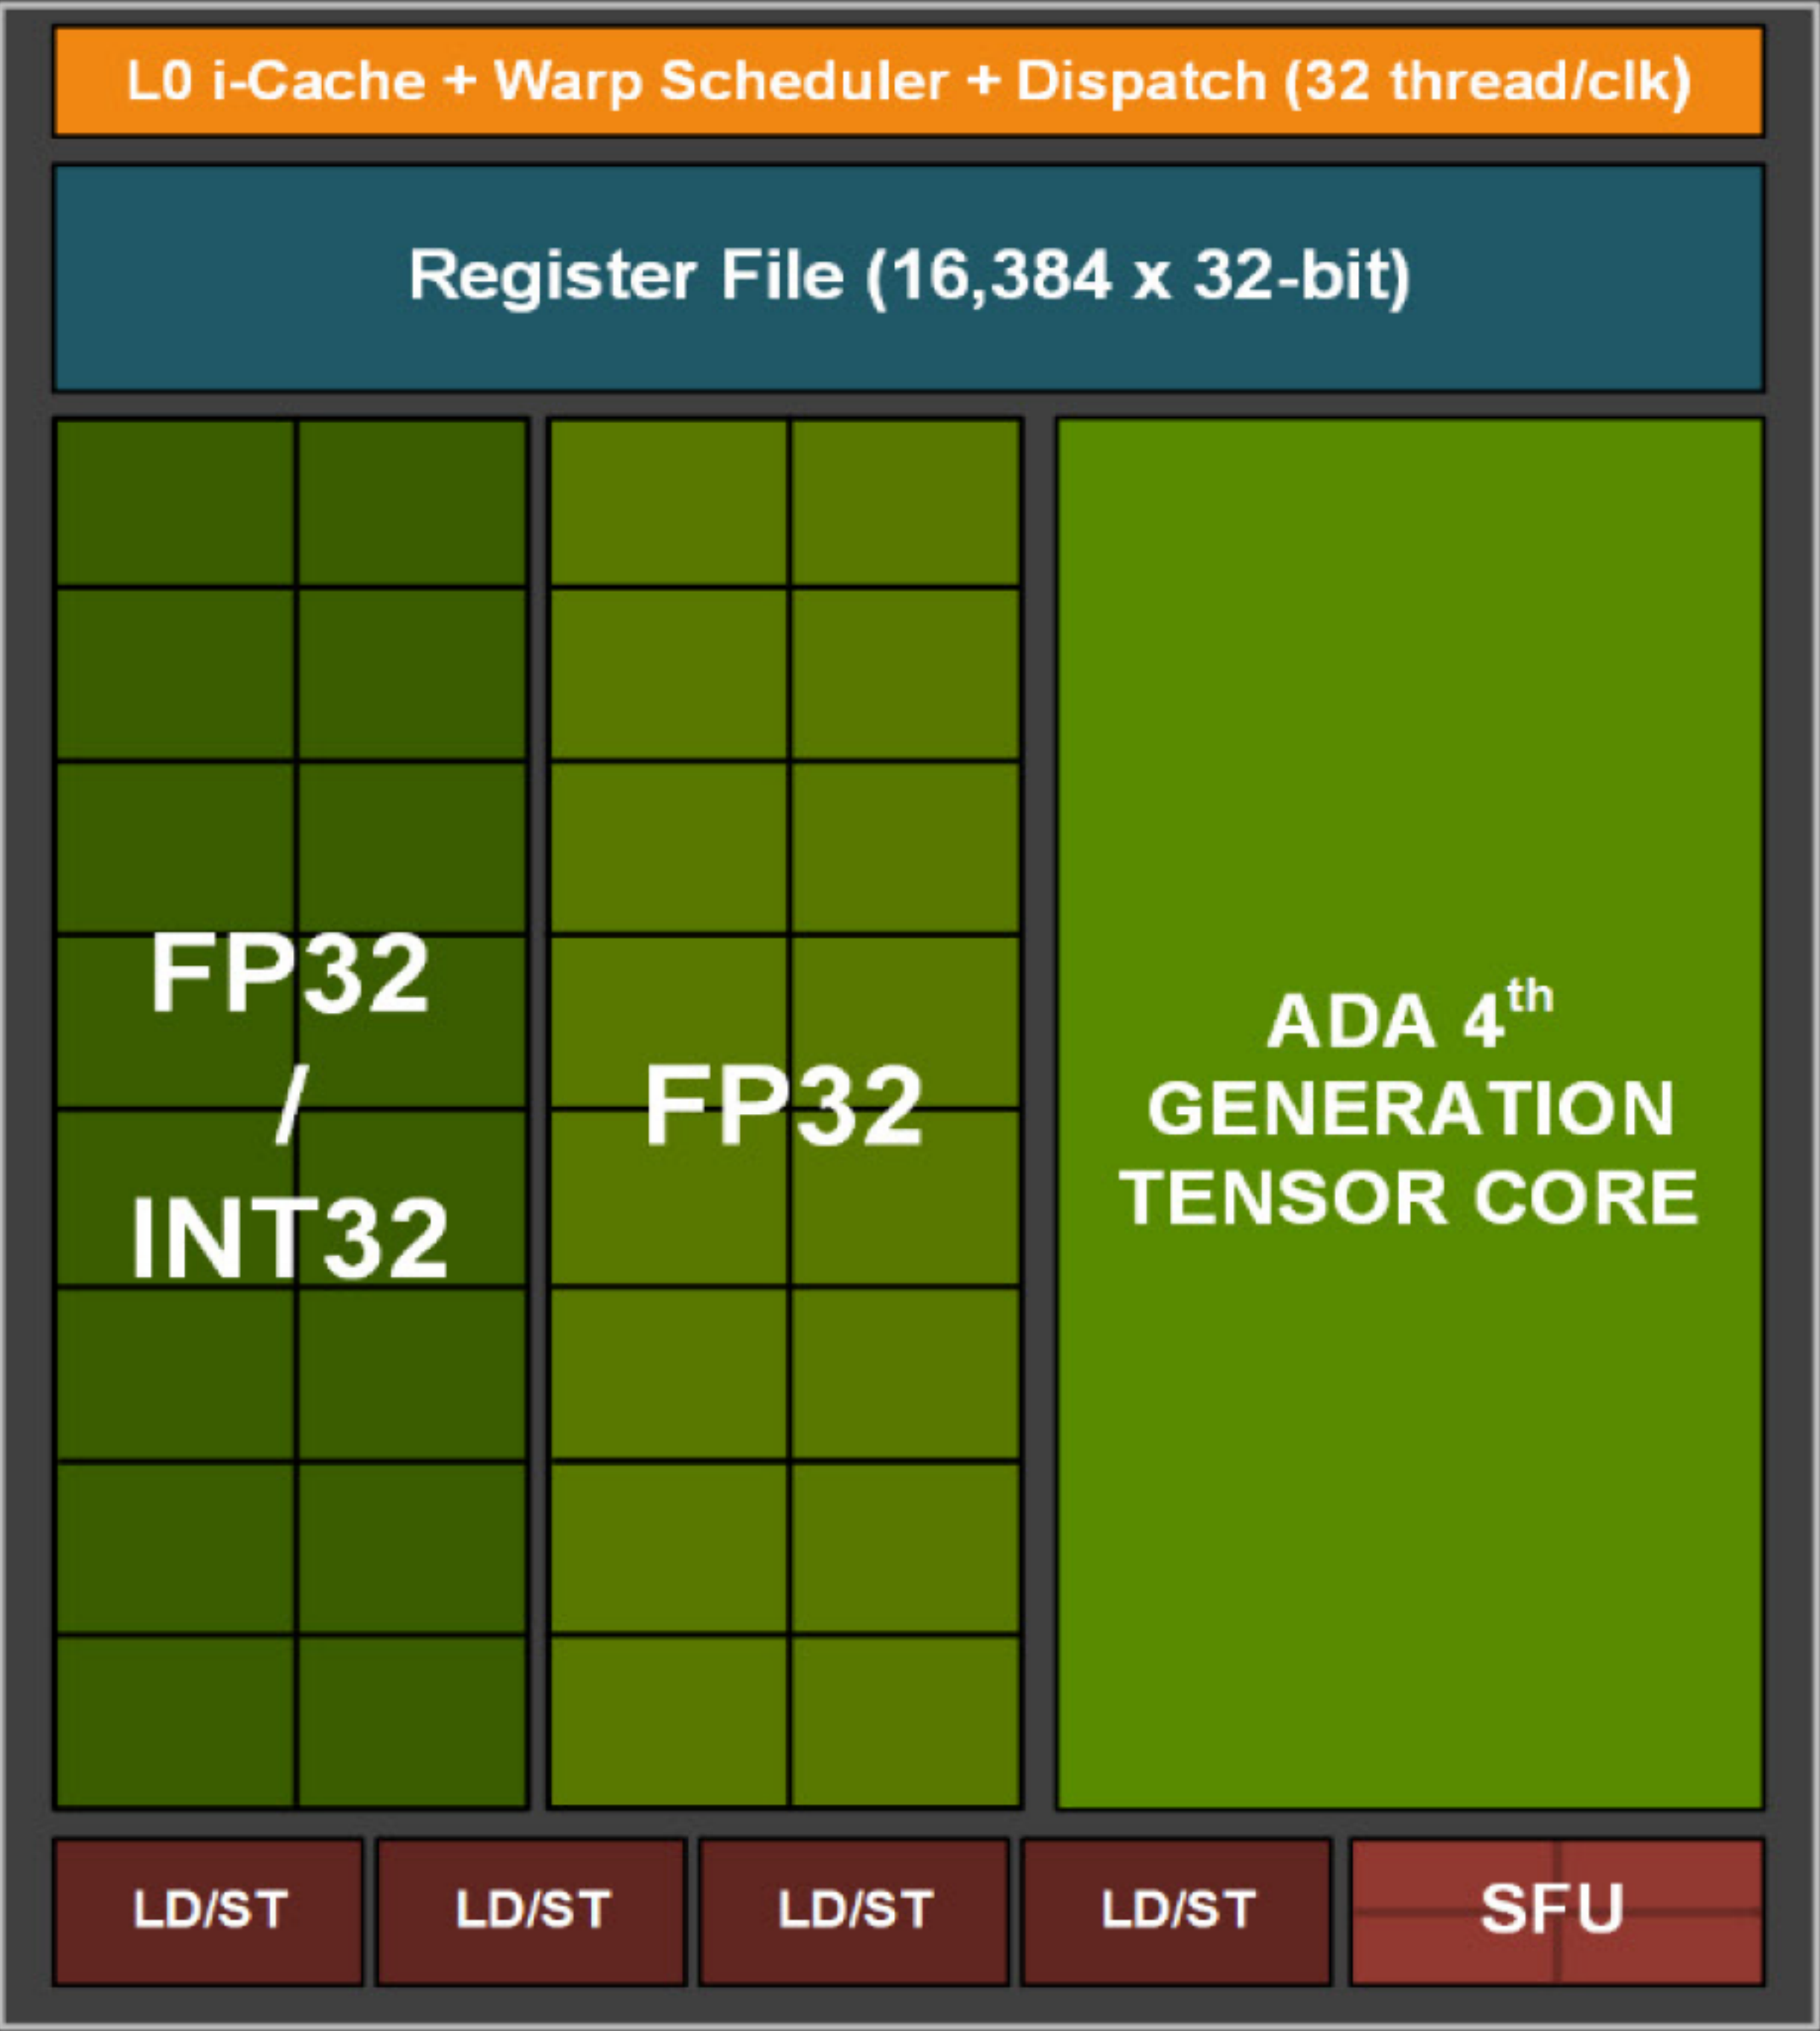 L0 i-Cache + Warp Scheduler + Dispatch (32 thread/clk)
Register File (16,384 x 32-bit)
FP32
/
INT32
FP32
ADA 4th
GENERATION
TENSOR CORE
LD/ST
LD/ST
LD/ST
LD/ST
SFU